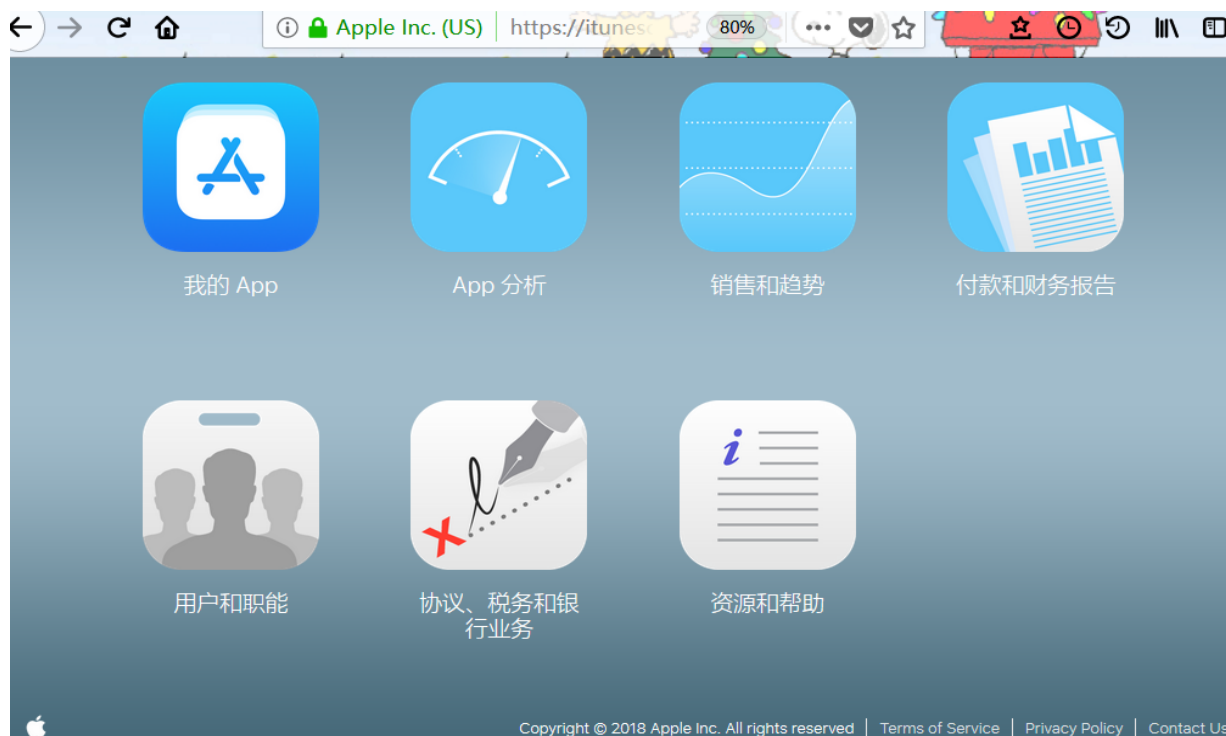 Apple Inc. (US) https://itunesc 80%
我的 App
App 分析
销售和趋势
付款和财务报告
用户和职能
协议、税务和银
行业务
资源和帮助
Copyright © 2018 Apple Inc. All rights reserved | Terms of Service | Privacy Policy | Contact Us